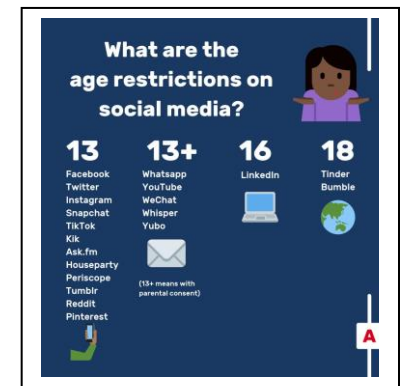 What are the
age restrictions on
social media?
13
Facebook
Twitter
Instagram
Snapchat
TikTok
Kik
Ask.fm
Houseparty
Periscope
Tumblr
Reddit
Pinterest
13+
Whatsapp
YouTube
WeChat
Whisper
Yubo
(13+ means with
parental consent)
16
LinkedIn
18
Tinder
Bumble
A